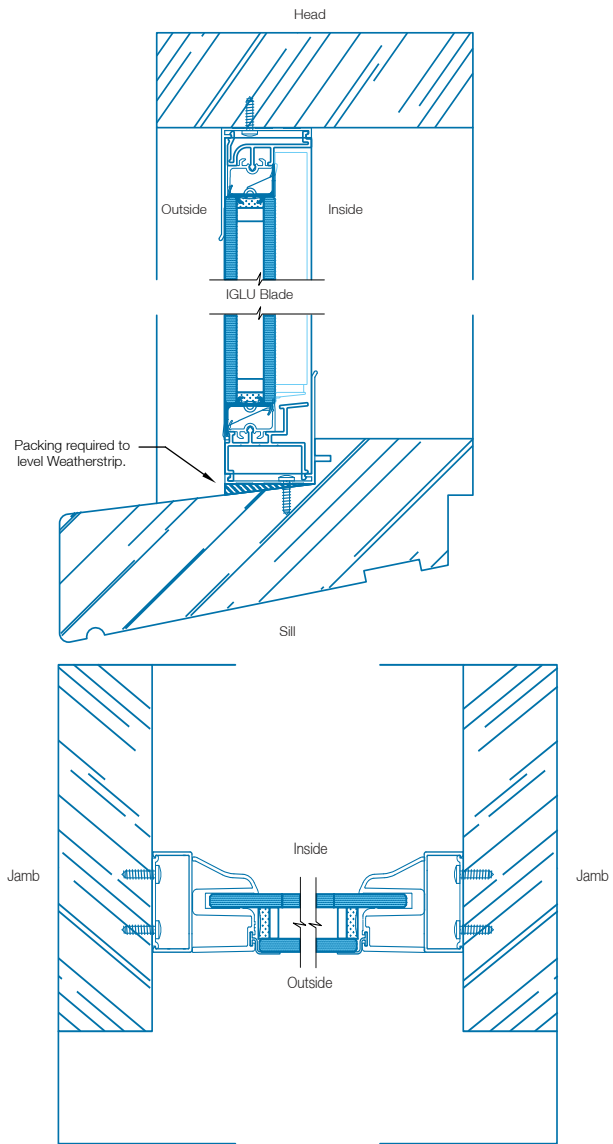 Head
Outside
Inside
IGLU Blade
Packing required to
level Weatherstrip.
Sill
Inside
Jamb
Jamb
Outside